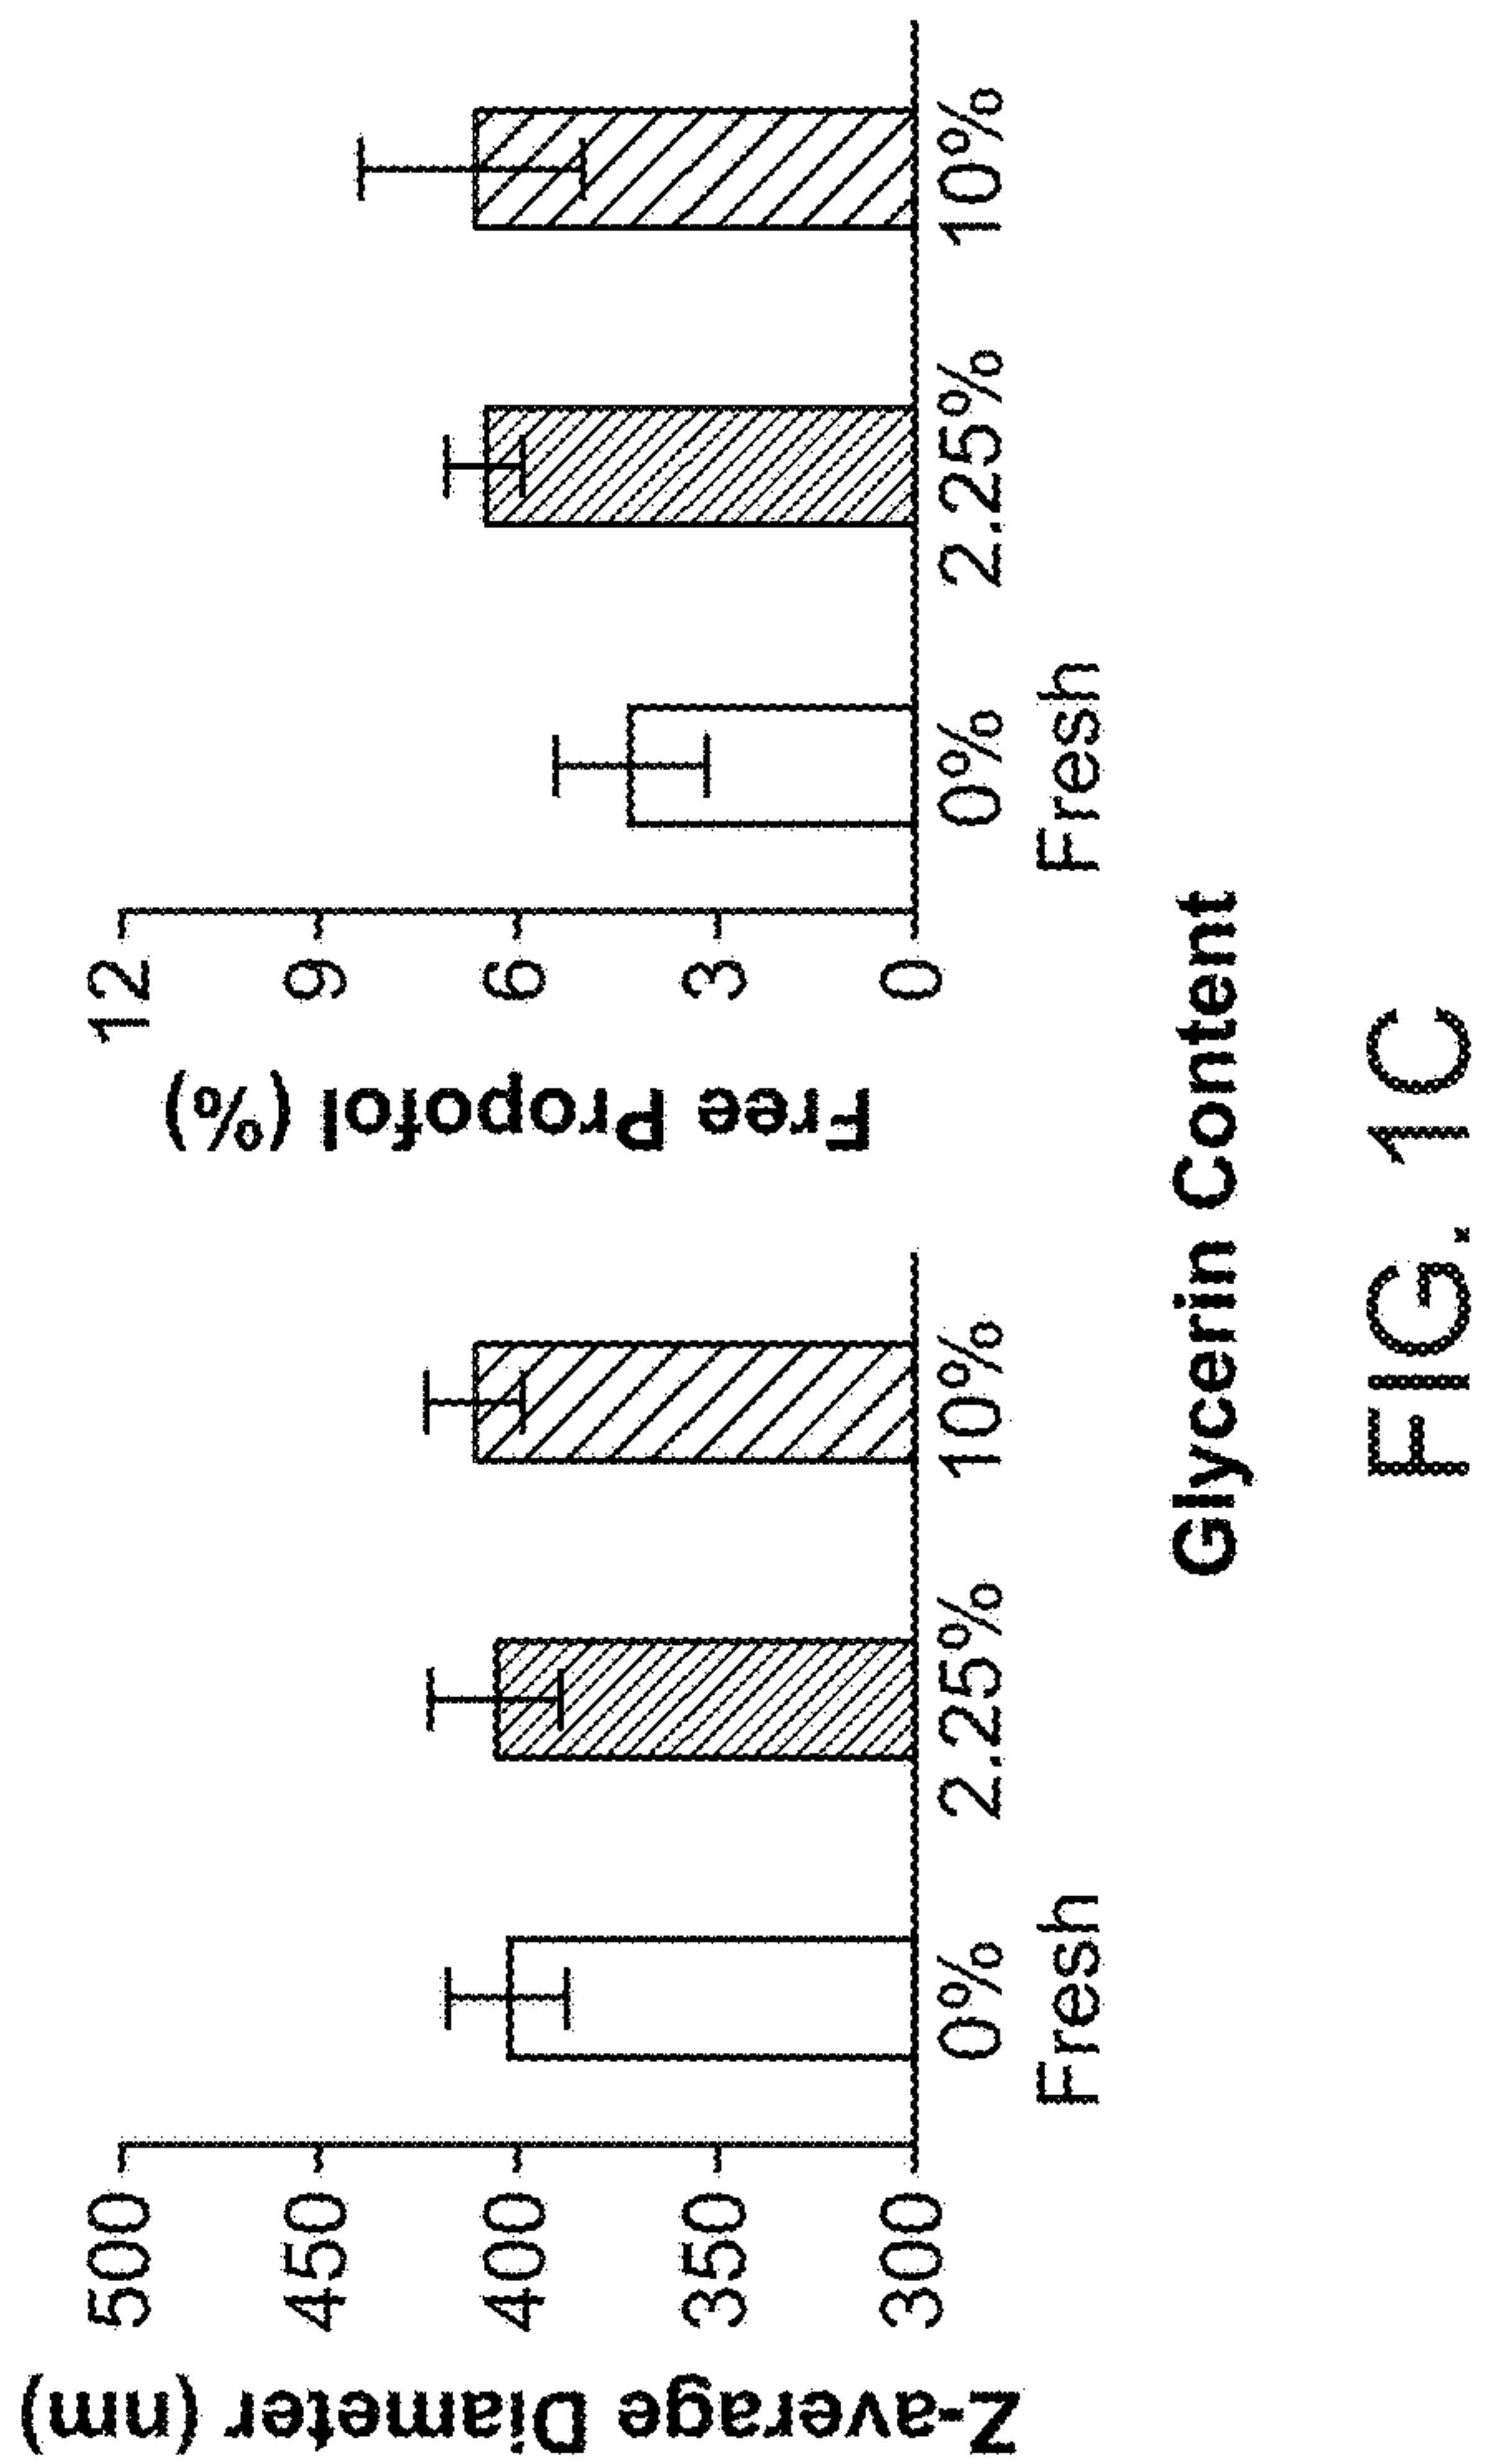 Z-average Diameter (nm)
500
450
400
350
300
0% 2.25% 10%
Fresh
Free Propofol (%)
12
9
6
3
0
0% 2.25% 10%
Fresh
Glycerin Content
FIG. 1C